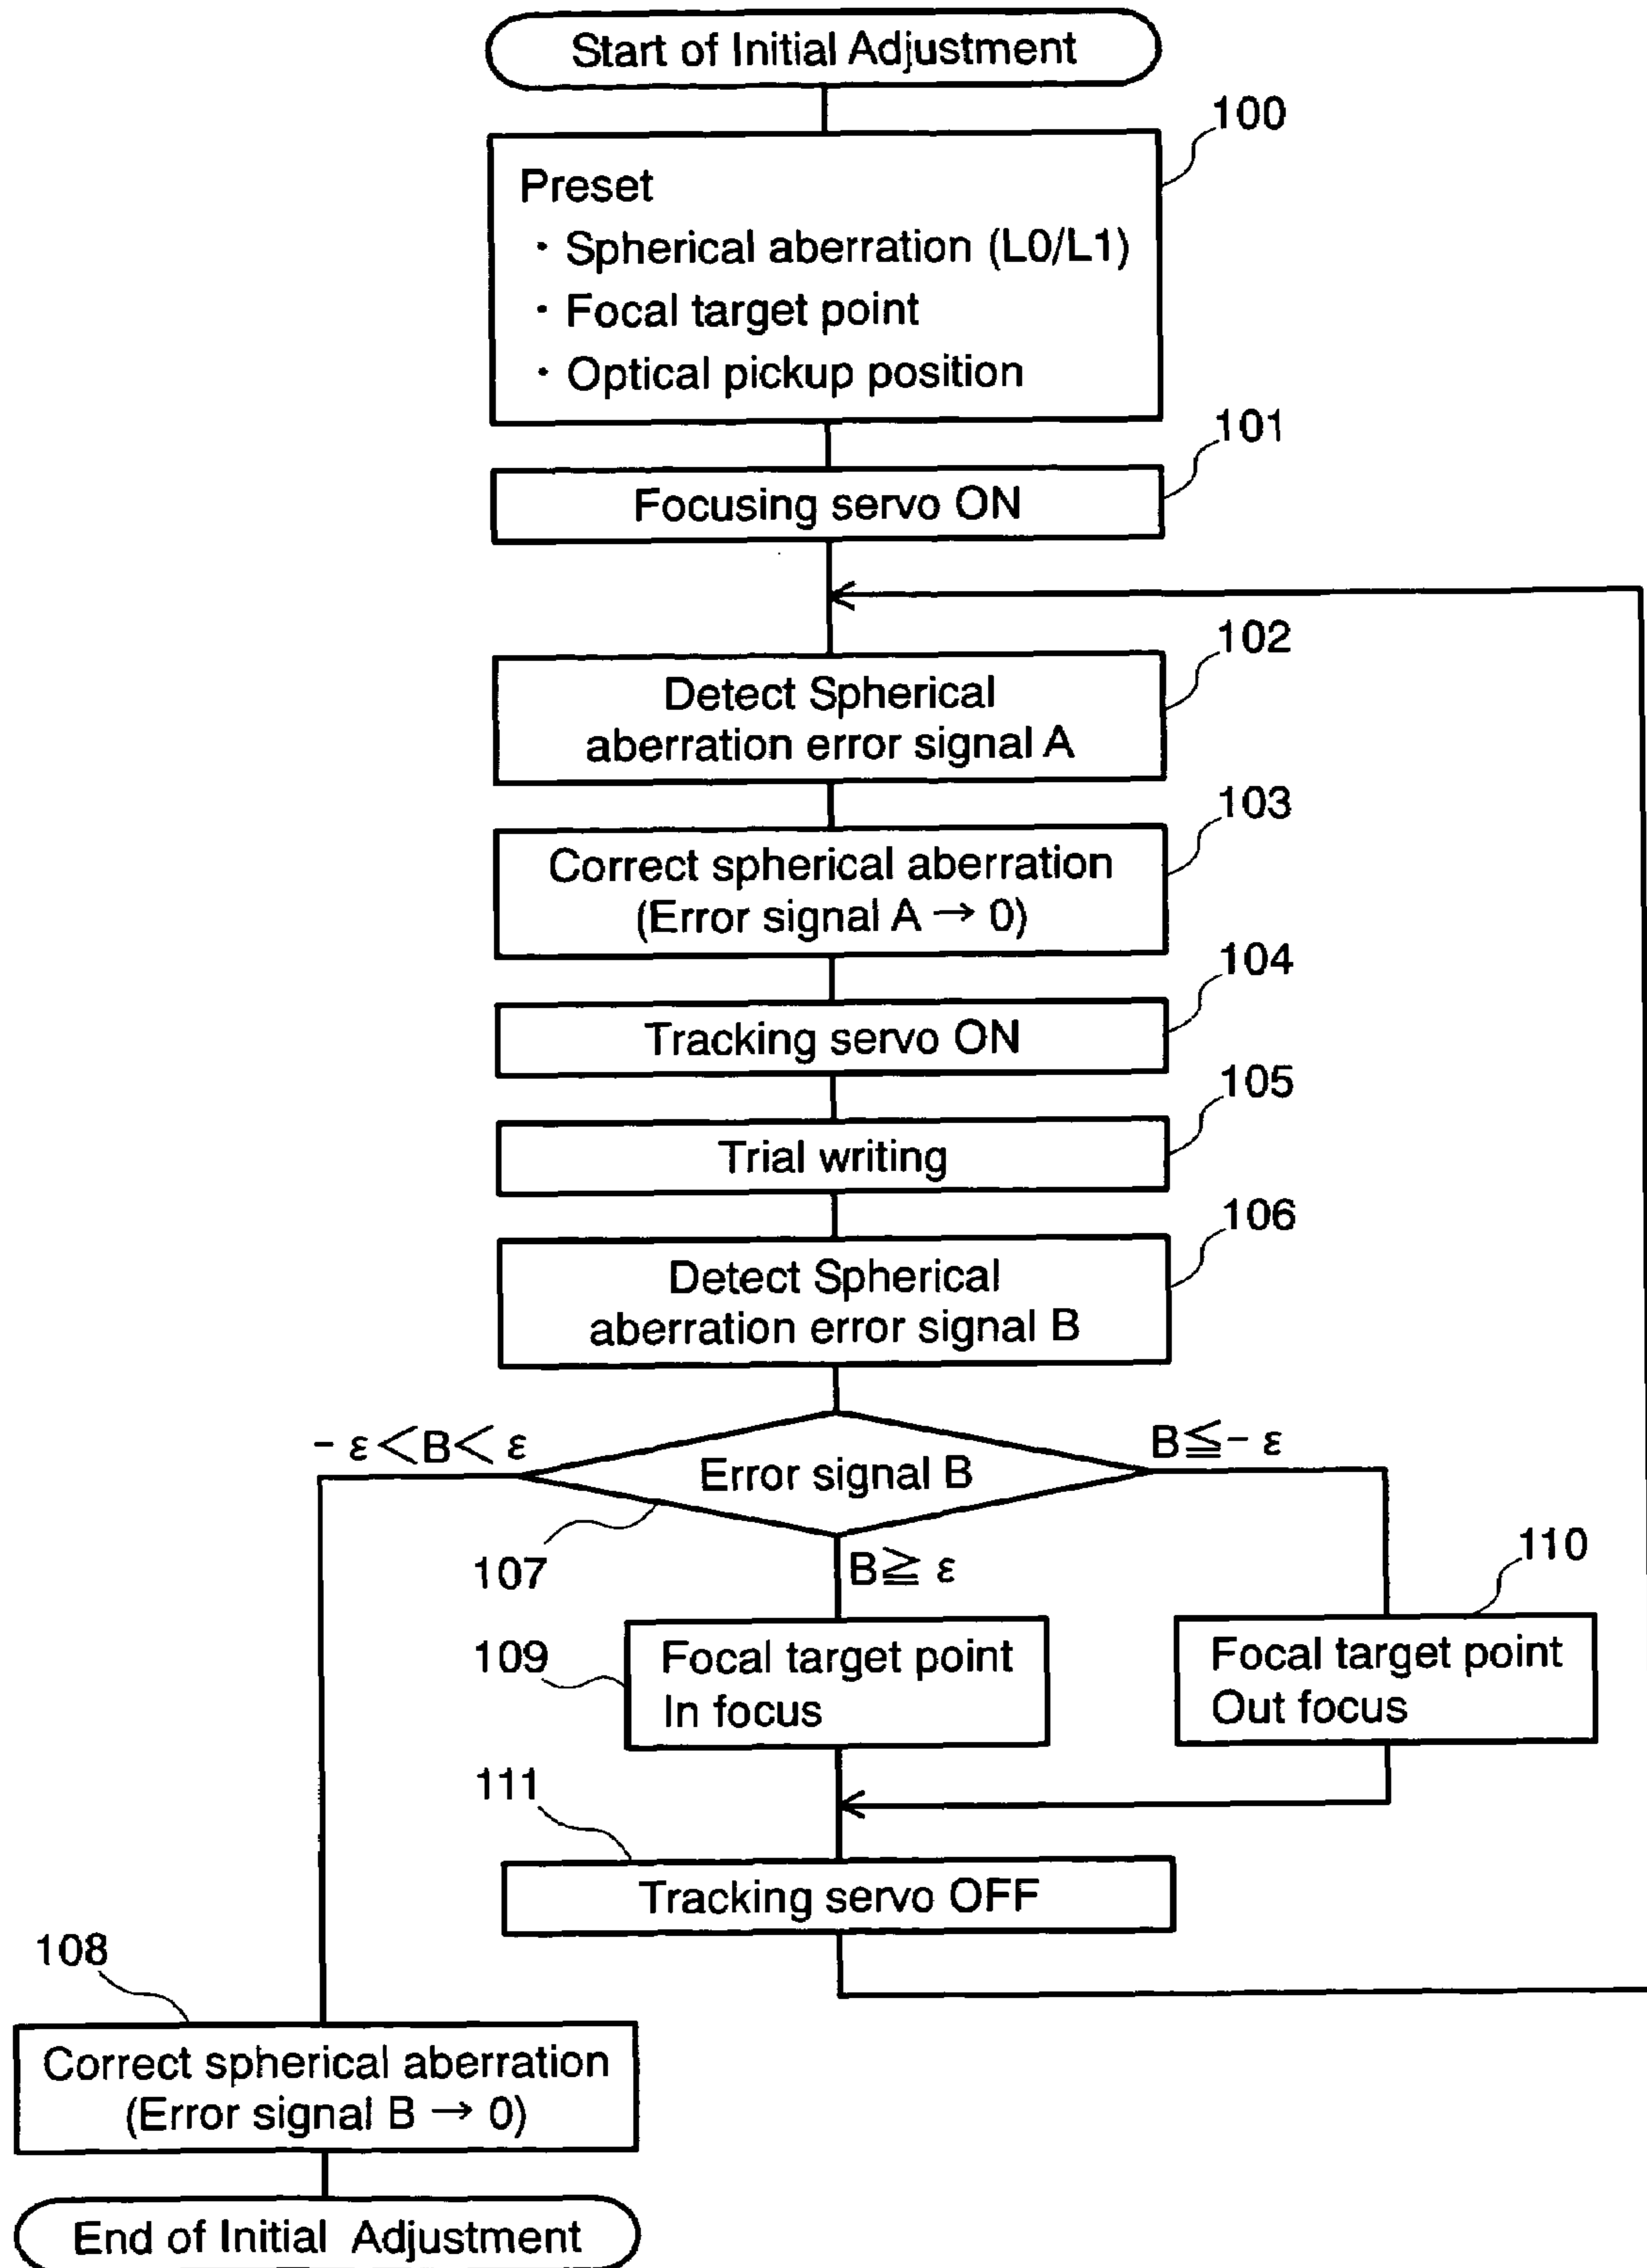 Start of Initial Adjustment
100
Preset
・Spherical aberration (L0/L1)
・Focal target point
・Optical pickup position
101
Focusing servo ON
102
Detect Spherical
aberration error signal A
103
Correct spherical aberration
(Error signal A → 0)
104
Tracking servo ON
105
Trial writing
106
Detect Spherical
aberration error signal B
- ε＜B＜ ε
B≦- ε
Error signal B
107
B≧ ε
110
109
Focal target point
In focus
Focal target point
Out focus
111
Tracking servo OFF
108
Correct spherical aberration
(Error signal B → 0)
End of Initial Adjustment